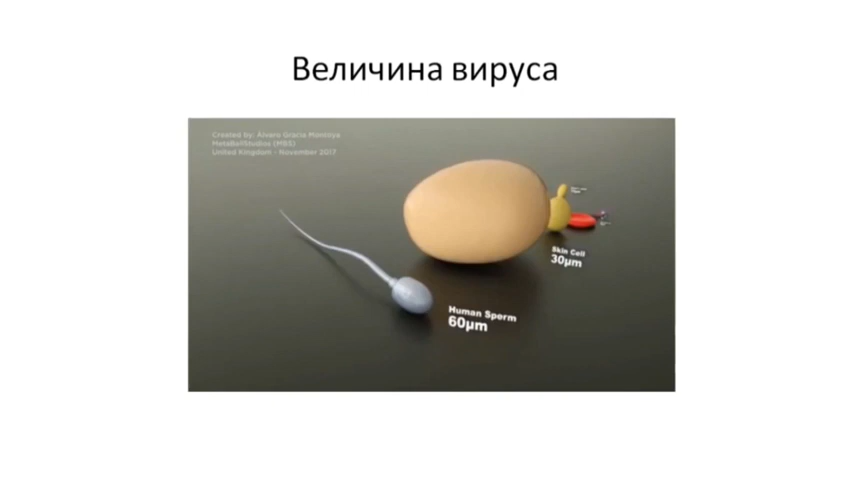 Величина вируса
Created by: Alvaro Gracia Montoya
MetaBallStudios (MBS)
United Kingdom - November 2017
Skin Cell
30µm
Human Sperm
60µm